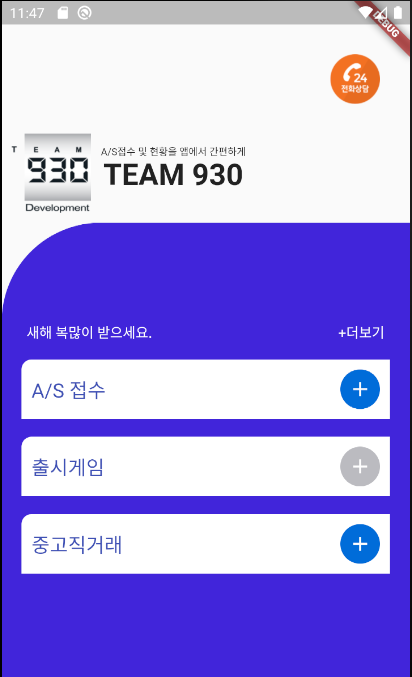 11:47
DEBUG
24
전화상담
T E A M
930
Development
A/S접수 및 현황을 앱에서 간편하게
TEAM 930
새해 복많이 받으세요.
+더보기
A/S 접수
출시게임
중고직거래